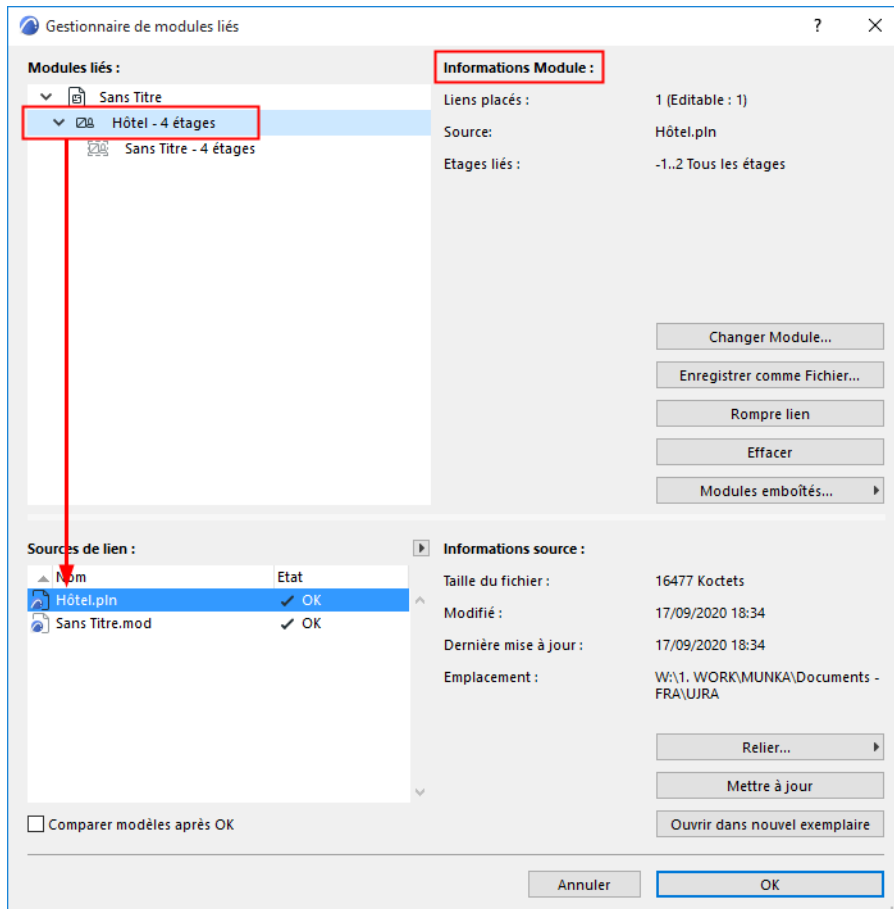 Gestionnaire de modules liés
?
Modules liés :
Sans Titre
Hôtel - 4 étages
Sans Titre - 4 étages
Informations Module :
Liens placés : 1 (Editable : 1)
Source: Hôtel.pln
Etages liés : -1..2 Tous les étages
Changer Module...
Enregistrer comme Fichier...
Rompre lien
Effacer
Modules emboîtés...
Sources de lien :
Nom Etat
Hôtel.pln OK
Sans Titre.mod OK
Comparer modèles après OK
Informations source :
Taille du fichier : 16477 Koctets
Modifié : 17/09/2020 18:34
Dernière mise à jour : 17/09/2020 18:34
Emplacement : W:\1. WORK\MUNKA\Documents -
FRA\UJRA
Relier...
Mettre à jour
Ouvrir dans nouvel exemplaire
Annuler
OK